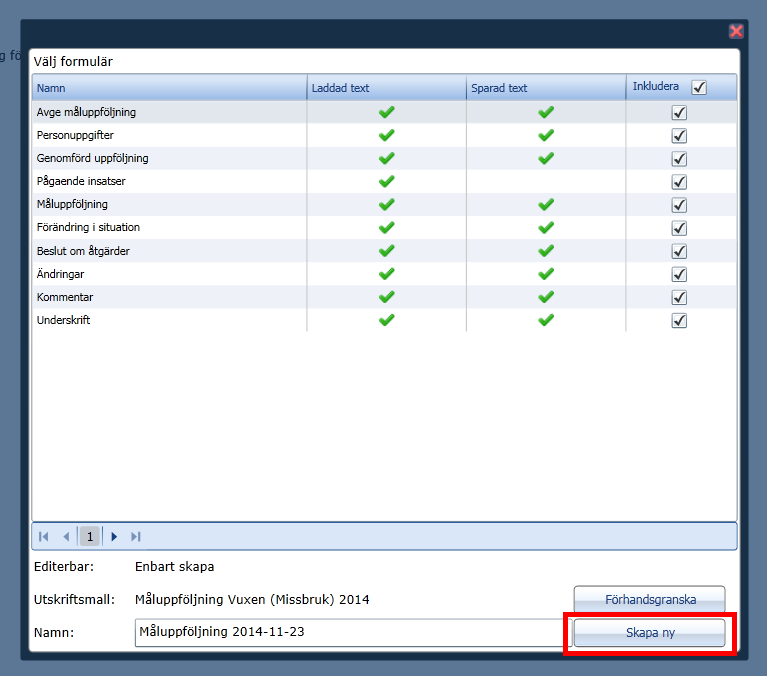 g fö
Välj formulär
Namn Laddad text Sparad text Inkludera
Avge måluppföljning
Personuppgifter
Genomförd uppföljning
Pågaende insatser
Måluppföljning
Förändring i situation
Beslut om åtgärder
Ändringar
Kommentar
Underskrift
1
Editerbar: Enbart skapa
Utskriftsmall: Måluppföljning Vuxen (Missbruk) 2014 Förhandsgranska
Namn: Måluppföljning 2014-11-23 Skapa ny